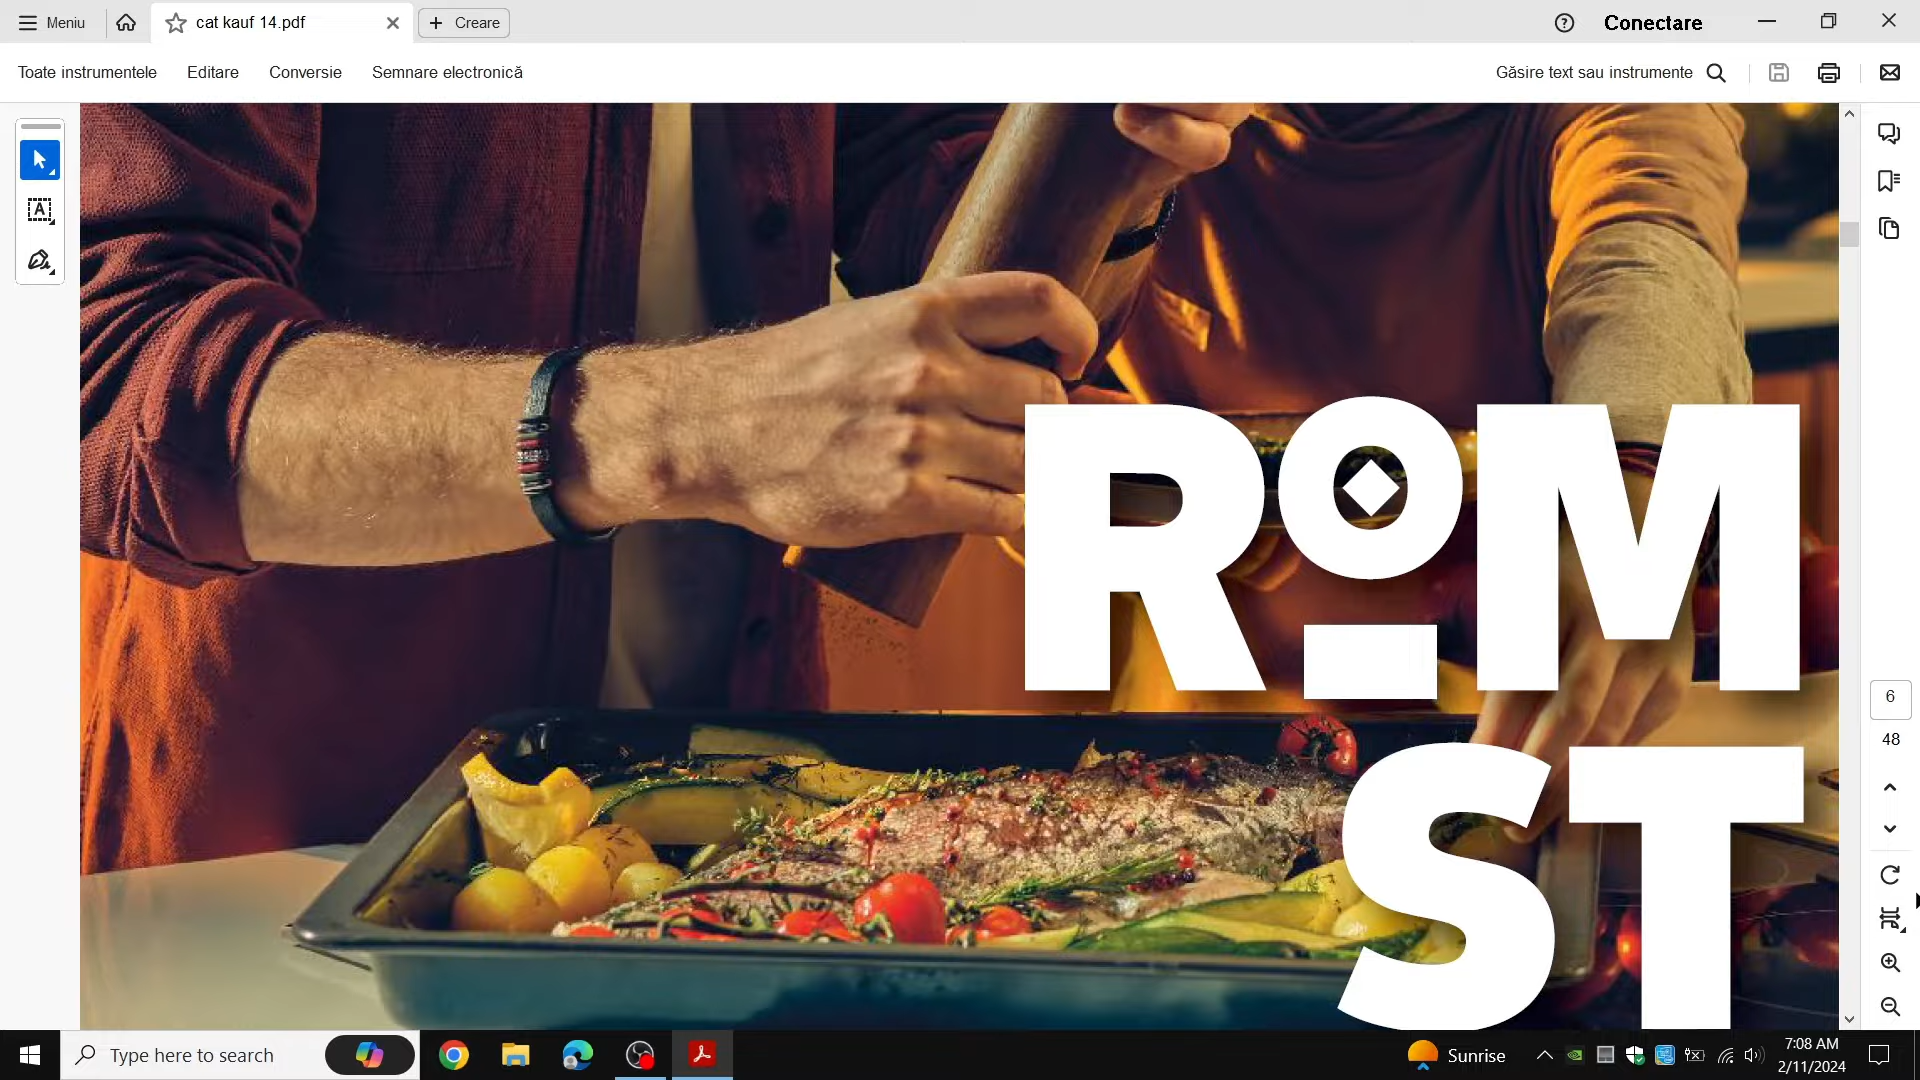 Meniu
cat kauf 14.pdf
Creare
Conectare
Toate instrumentele
Editare
Conversie
Semnare electronică
Găsire text sau instrumente
A
ROM
ST
6
48
Type here to search
Sunrise
7:08 AM
2/11/2024